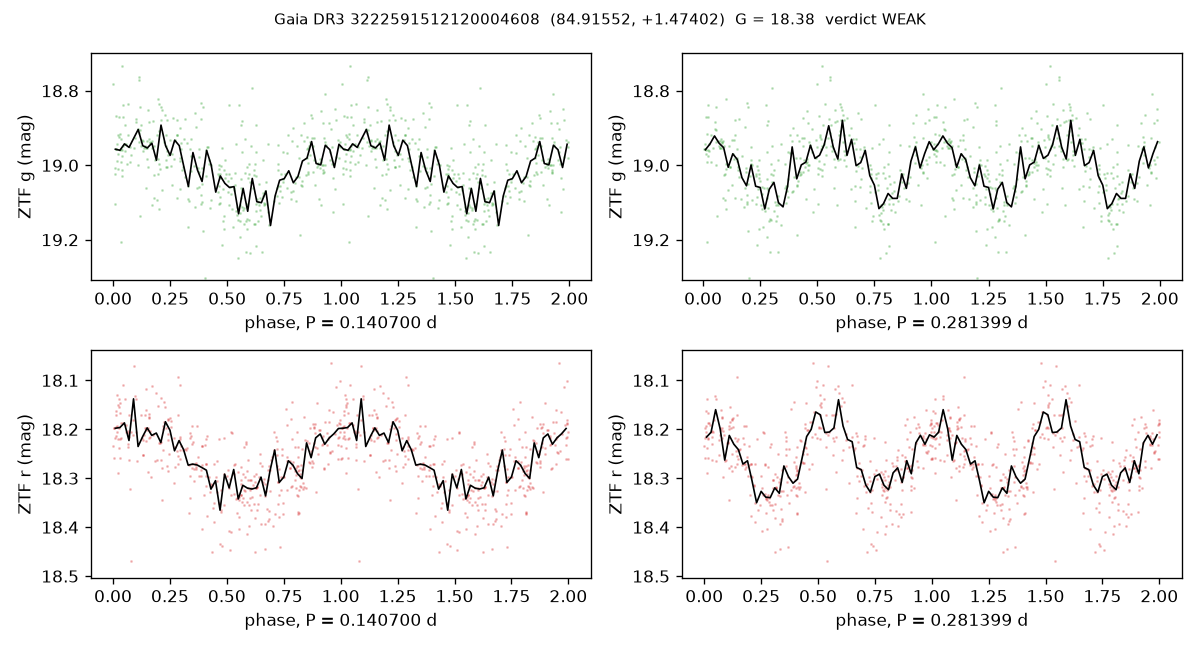 Gaia DR3 3222591512120004608 (84.91552, +1.47402) G = 18.38 verdict WEAK
ZTF g (mag)
18.8
19.0
19.2
0.00 0.25 0.50 0.75 1.00 1.25 1.50 1.75 2.00
phase, P = 0.140700 d
ZTF g (mag)
18.8
19.0
19.2
0.00 0.25 0.50 0.75 1.00 1.25 1.50 1.75 2.00
phase, P = 0.281399 d
ZTF r (mag)
18.1
18.2
18.3
18.4
18.5
0.00 0.25 0.50 0.75 1.00 1.25 1.50 1.75 2.00
phase, P = 0.140700 d
ZTF r (mag)
18.1
18.2
18.3
18.4
18.5
0.00 0.25 0.50 0.75 1.00 1.25 1.50 1.75 2.00
phase, P = 0.281399 d